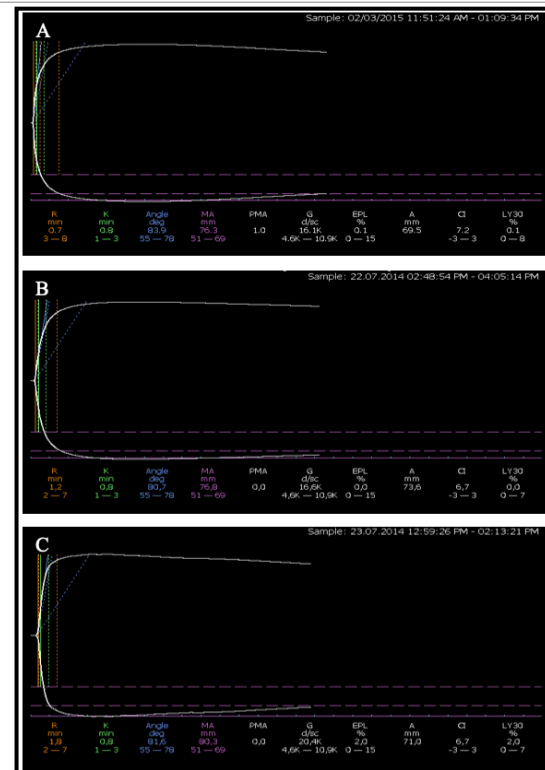 Sample: 02/03/2015 11:51:24 AM - 01:09:34 PM
A
R K Angle MA PMA G EPL A CI LY30
min min deg mm d/sc % mm %
0.7 0.8 83.9 76.3 1.0 16.1K 0.1 69.5 7.2 0.1
3 — 8 1 — 3 55 — 78 51 — 69 4.6K — 10.9K 0 — 15 -3 — 3 0 — 8
Sample: 22.07.2014 02:48:54 PM - 04:05:14 PM
B
R K Angle MA PMA G EPL A CI LY30
min min deg mm d/sc % mm %
1,2 0,8 80,7 76,8 0,0 16,6K 0,0 73,6 6,7 0,0
2 — 7 1 — 3 55 — 78 51 — 69 4,6K — 10,9K 0 — 15 -3 — 3 0 — 7
Sample: 23.07.2014 12:59:26 PM - 02:13:21 PM
C
R K Angle MA PMA G EPL A CI LY30
min min deg mm d/sc % mm %
1,8 0,8 81,6 80,3 0,0 20,4K 2,0 71,0 6,7 2,0
2 — 7 1 — 3 55 — 78 51 — 69 4,6K — 10,9K 0 — 15 -3 — 3 0 — 7